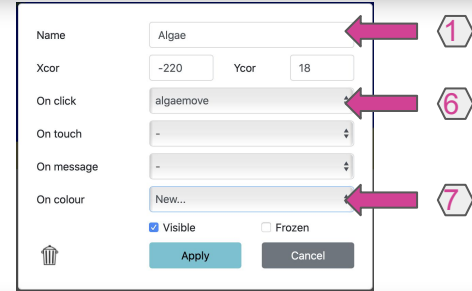 Name Algae 1
Xcor -220 Ycor 18
On click algaemove 6
On touch -
On message -
On colour New... 7
Visible Frozen
Apply Cancel